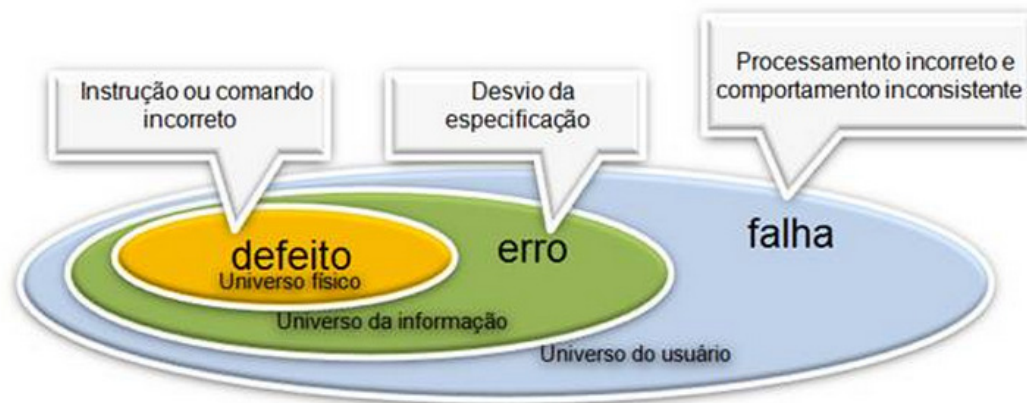 Instrução ou comando
incorreto
Desvio da
especificação
Processamento incorreto e
comportamento inconsistente
defeito
Universo físico
erro
Universo da informação
falha
Universo do usuário